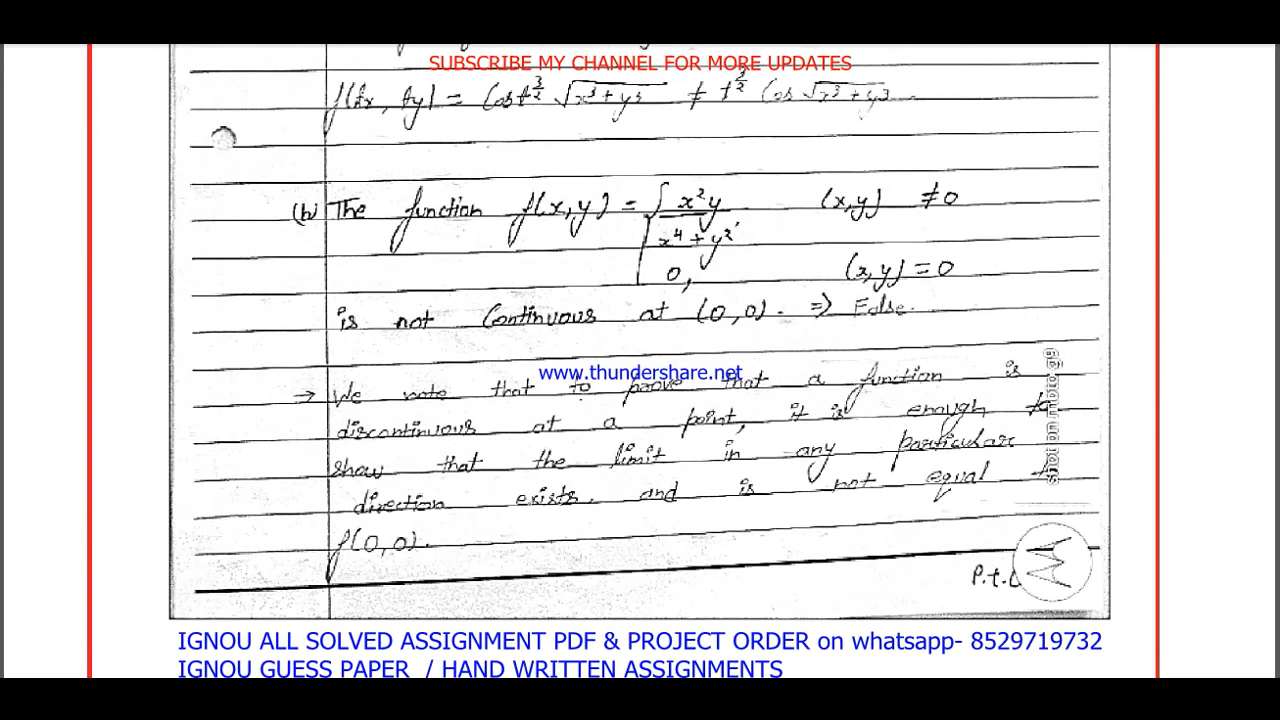 SUBSCRIBE MY CHANNEL FOR MORE UPDATES
f(tx, ty) = Cos t^{3/2} √x³+y³ ≠ t^{3/2} Cos √x³+y³.
(b) The function f(x,y) = { x²y / x⁴+y², (x,y) ≠ 0
0, (x,y) = 0
is not Continuous at (0,0). ⇒ False.
www.thundershare.net
→ We note that to prove that a function is
discontinuous at a point, it is enough to
show that the limit in any particular
direction exists. and is not equal to
f(0,0).
P.t.
IGNOU ALL SOLVED ASSIGNMENT PDF & PROJECT ORDER on whatsapp- 8529719732
IGNOU GUESS PAPER / HAND WRITTEN ASSIGNMENTS